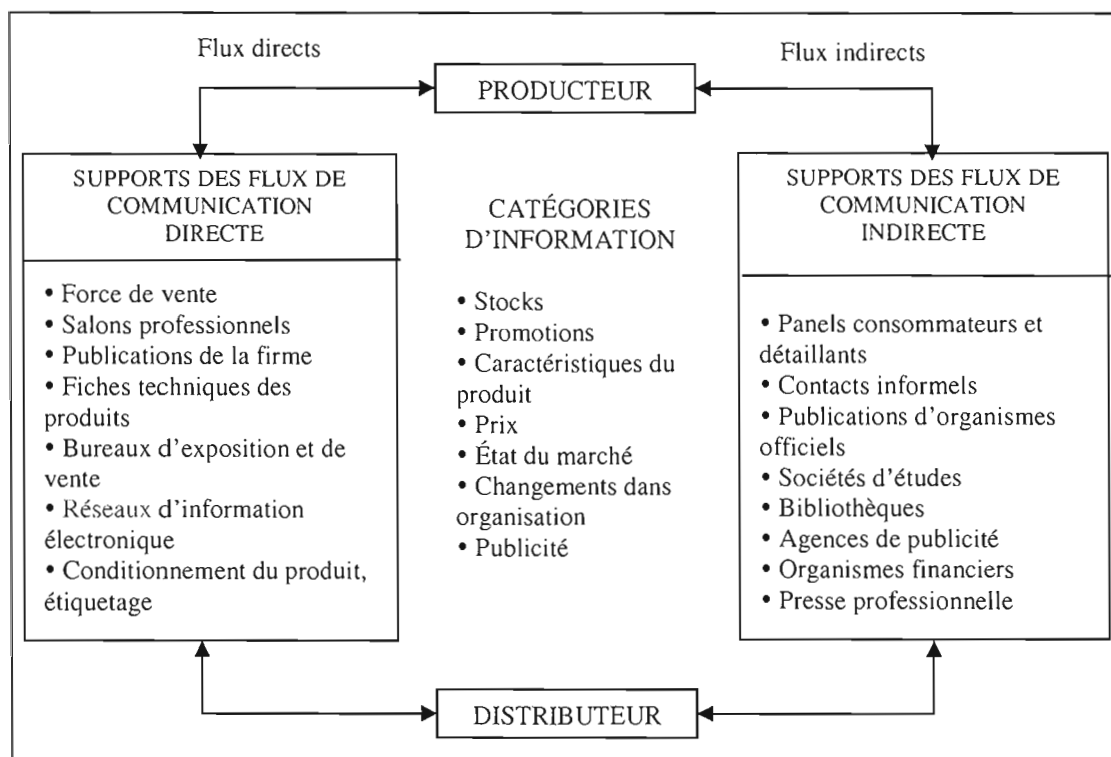 Flux directs
Flux indirects
PRODUCTEUR
SUPPORTS DES FLUX DE
COMMUNICATION
DIRECTE
• Force de vente
• Salons professionnels
• Publications de la firme
• Fiches techniques des
produits
• Bureaux d'exposition et de
vente
• Réseaux d'information
électronique
• Conditionnement du produit,
étiquetage
CATÉGORIES
D'INFORMATION
• Stocks
• Promotions
• Caractéristiques du
produit
• Prix
• État du marché
• Changements dans
organisation
• Publicité
SUPPORTS DES FLUX DE
COMMUNICATION
INDIRECTE
• Panels consommateurs et
détaillants
• Contacts informels
• Publications d'organismes
officiels
• Sociétés d'études
• Bibliothèques
• Agences de publicité
• Organismes financiers
• Presse professionnelle
DISTRIBUTEUR